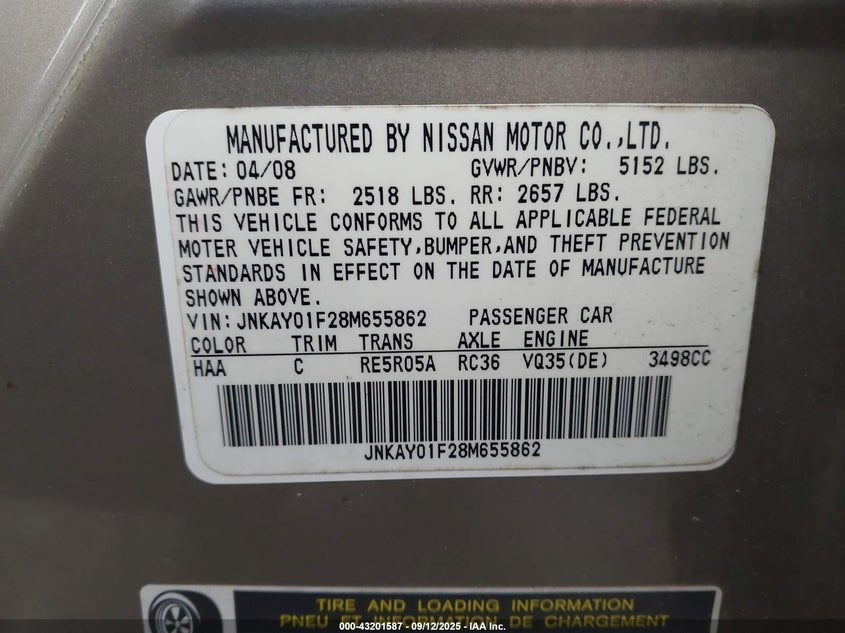 MANUFACTURED BY NISSAN MOTOR CO.,LTD.
DATE: 04/08 GVWR/PNBV: 5152 LBS.
GAWR/PNBE FR: 2518 LBS. RR: 2657 LBS.
THIS VEHICLE CONFORMS TO ALL APPLICABLE FEDERAL
MOTER VEHICLE SAFETY,BUMPER,AND THEFT PREVENTION
STANDARDS IN EFFECT ON THE DATE OF MANUFACTURE
SHOWN ABOVE.
VIN:JNKAY01F28M655862 PASSENGER CAR
COLOR TRIM TRANS AXLE ENGINE
HAA C RE5R05A RC36 VQ35(DE) 3498CC
JNKAY01F28M655862
TIRE AND LOADING INFORMATION
PNEU ET INFORMATION DE CHARGEMENT
000-43201587 - 09/12/2025 - IAA Inc.